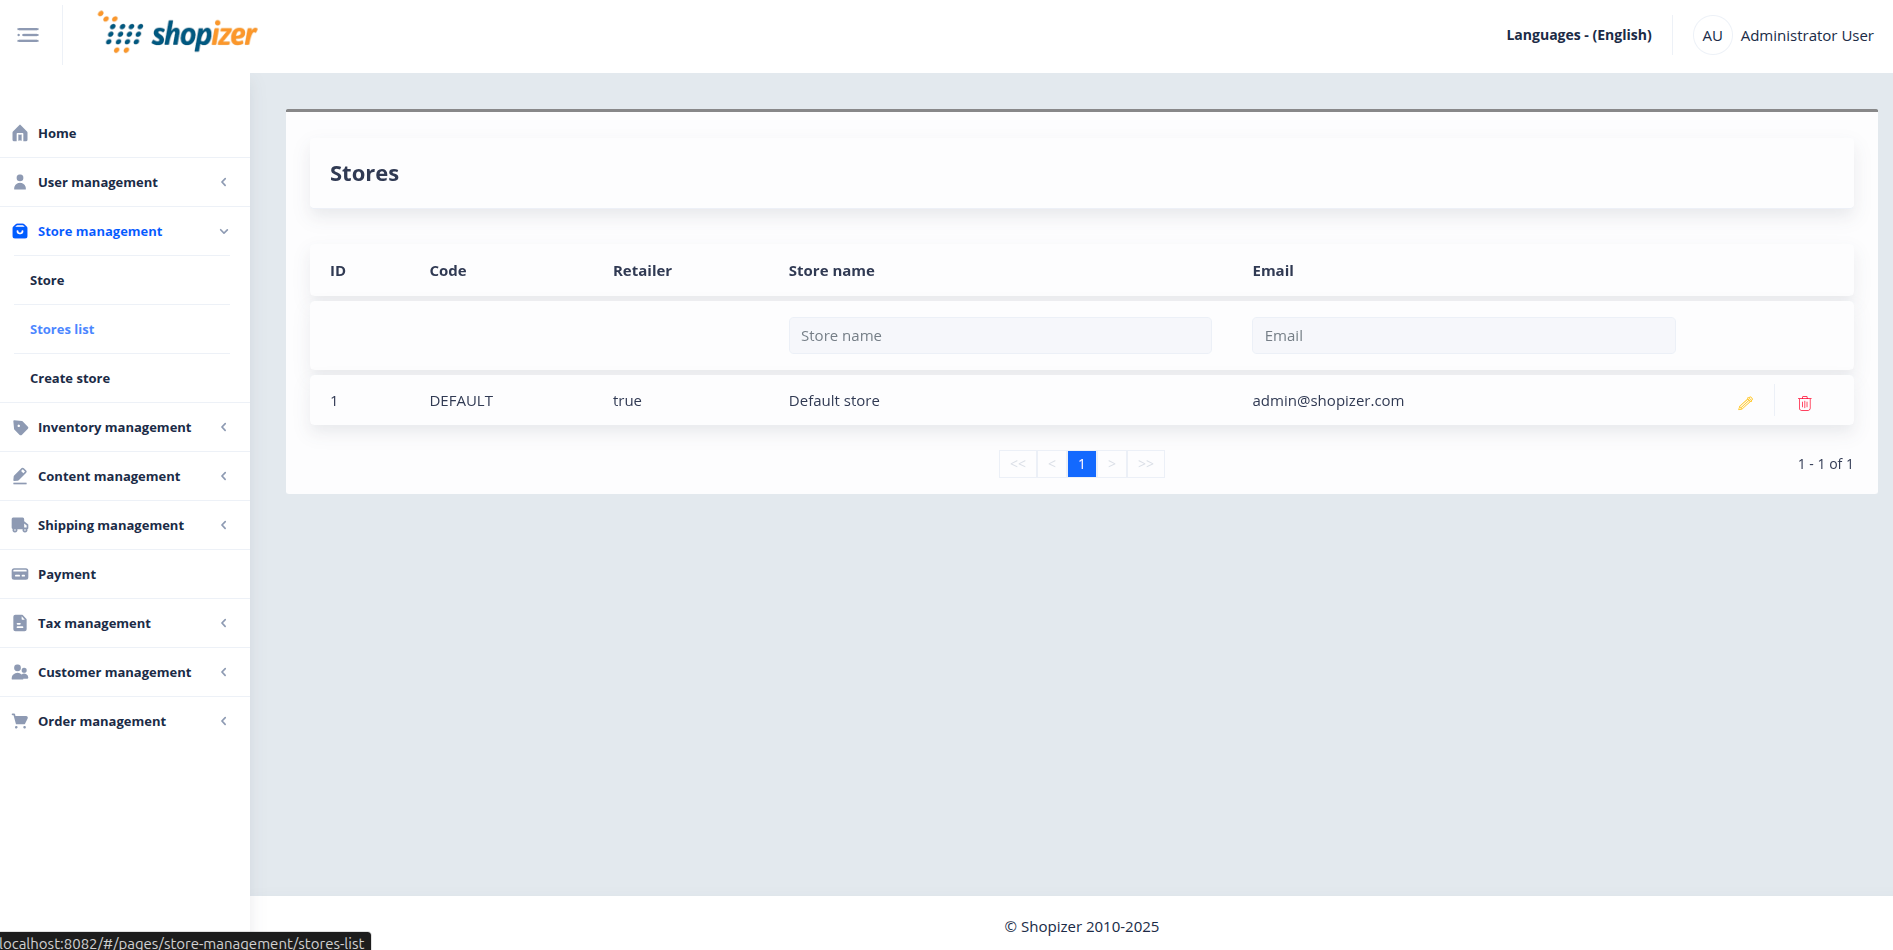 shopizer
Languages - (English)
AU
Administrator User
Home
User management
Store management
Store
Stores list
Create store
Inventory management
Content management
Shipping management
Payment
Tax management
Customer management
Order management
Stores
ID Code Retailer Store name Email
Store name Email
1 DEFAULT true Default store admin@shopizer.com
<< < 1 > >>
1 - 1 of 1
© Shopizer 2010-2025
localhost:8082/#/pages/store-management/stores-list